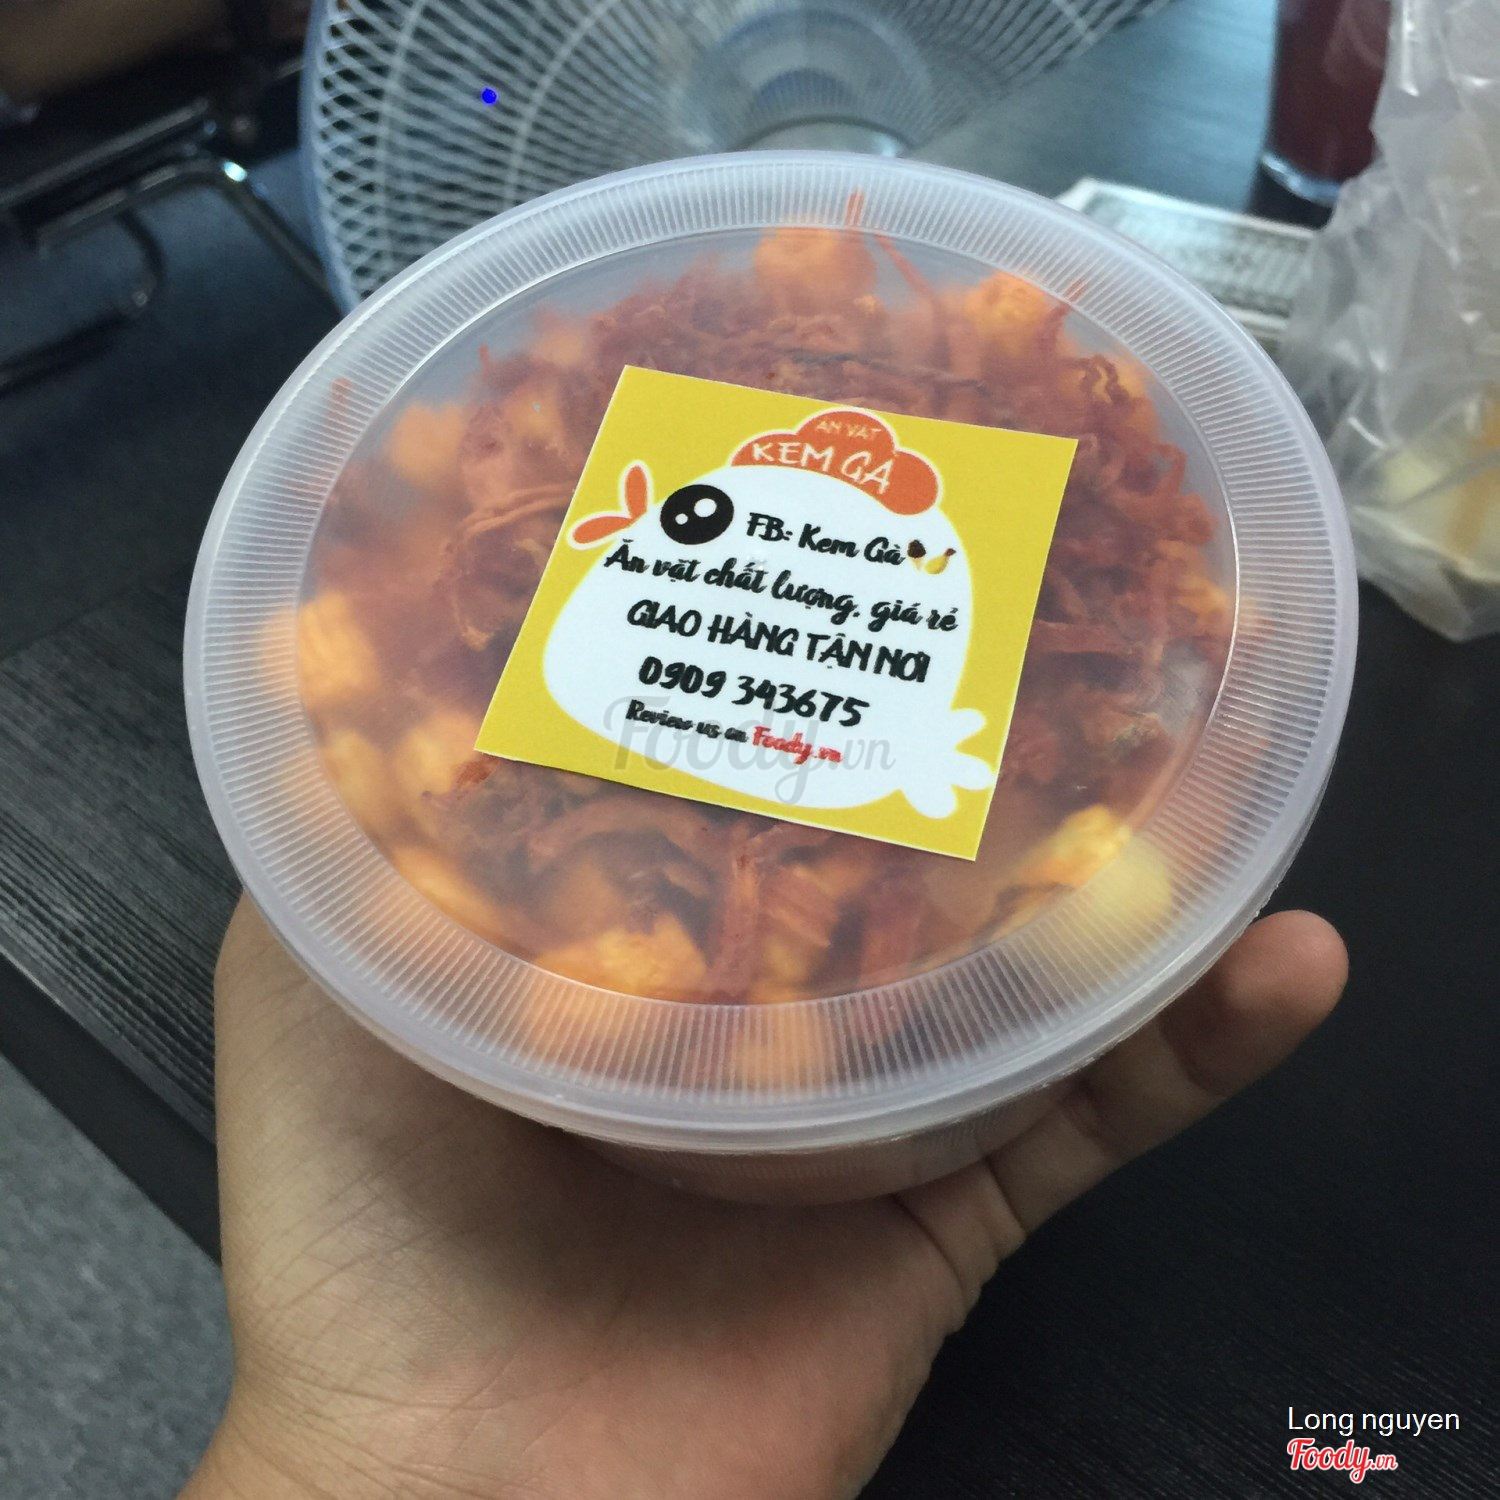 ĂN VẶT
KEM GÀ
FB: Kem Gà
Ăn vặt chất lượng, giá rẻ
GIAO HÀNG TẬN NƠI
0909 343675
Review us on Foody.vn
Foody.vn
Long nguyen
Foody.vn